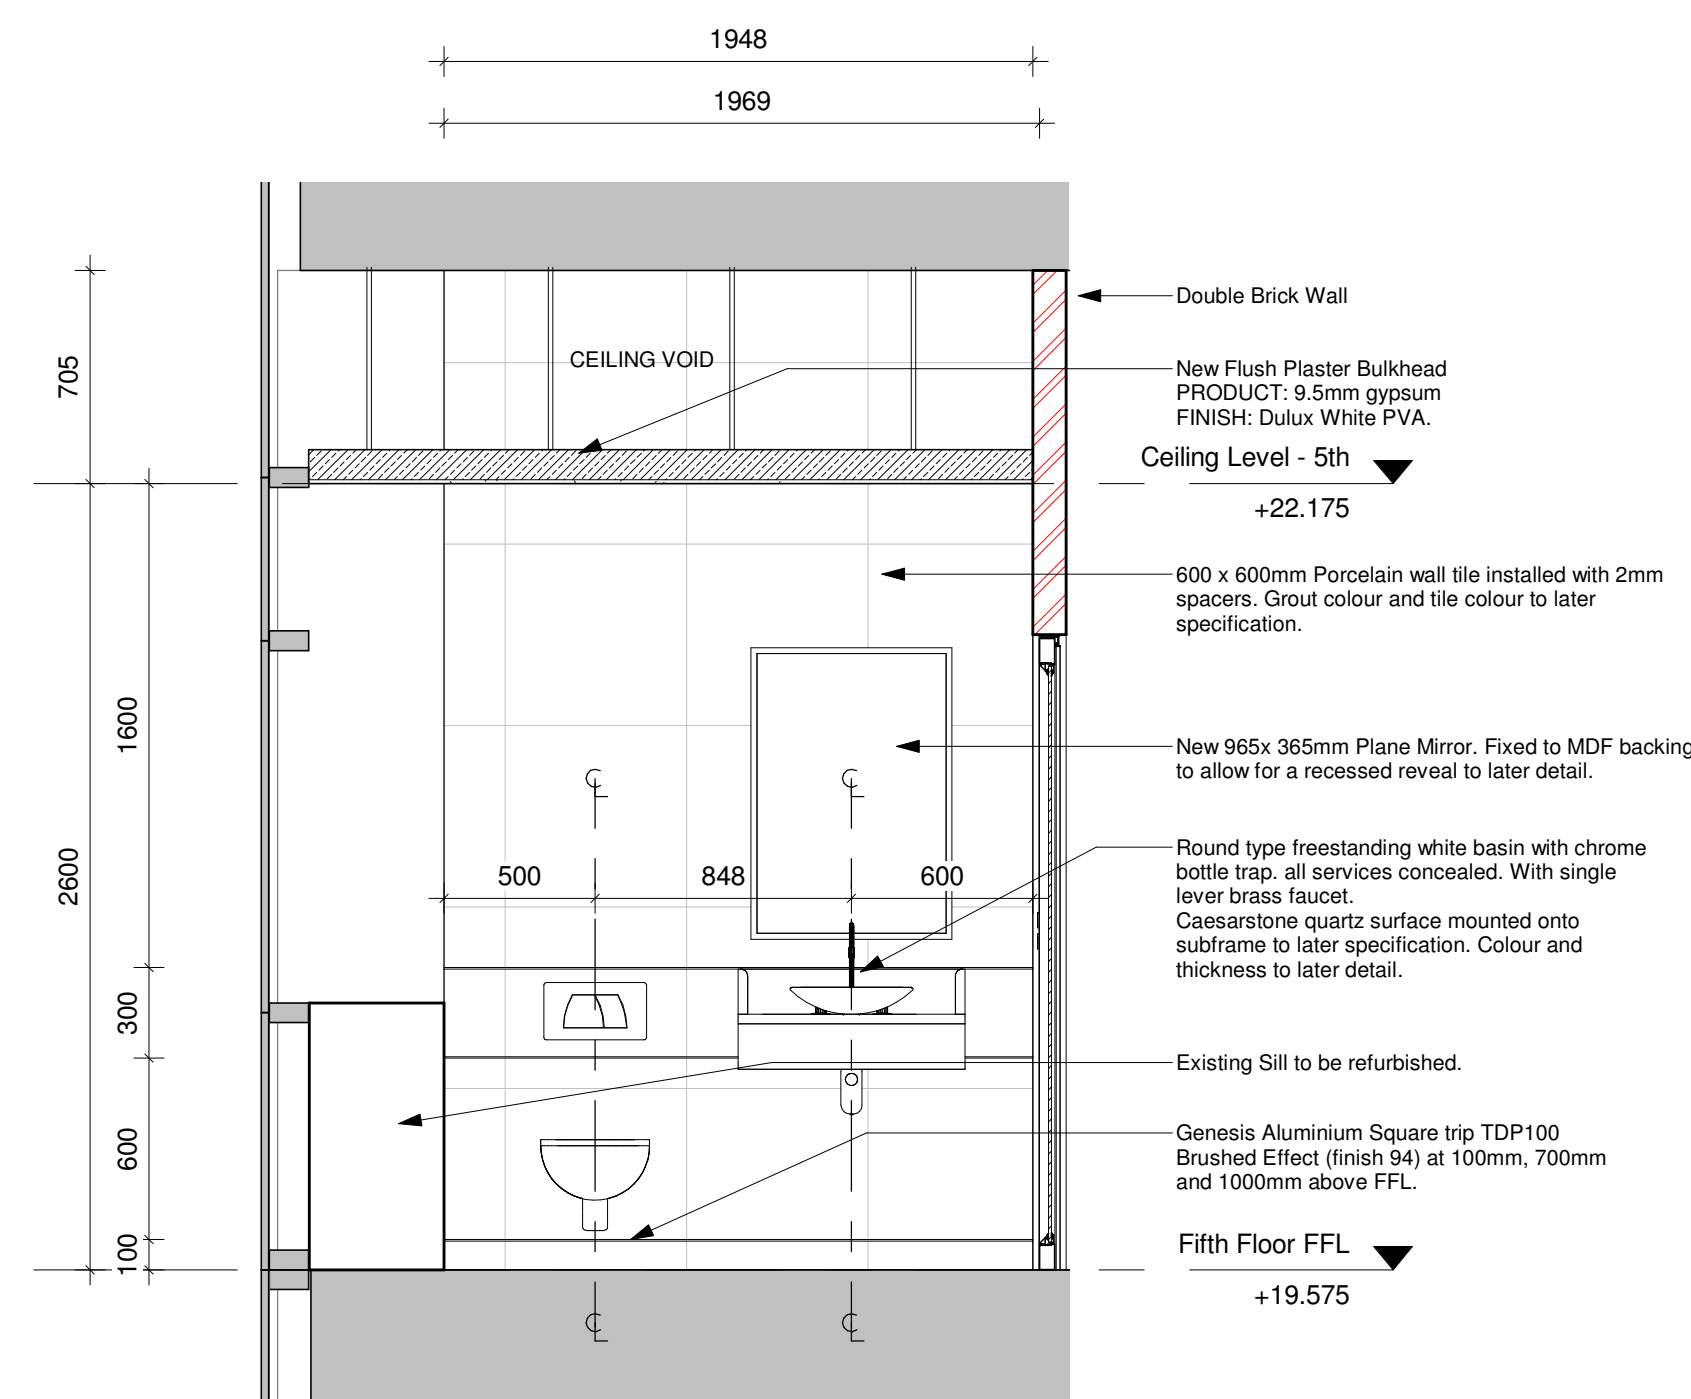 1948
1969
Double Brick Wall
CEILING VOID
705
New Flush Plaster Bulkhead
PRODUCT: 9.5mm gypsum
FINISH: Dulux White PVA.
Ceiling Level - 5th
+22.175
600 x 600mm Porcelain wall tile installed with 2mm
spacers. Grout colour and tile colour to later
specification.
1600
New 965x 365mm Plane Mirror. Fixed to MDF backing
to allow for a recessed reveal to later detail.
2600
500
848
600
Round type freestanding white basin with chrome
bottle trap. all services concealed. With single
lever brass faucet.
Caesarstone quartz surface mounted onto
subframe to later specification. Colour and
thickness to later detail.
300
Existing Sill to be refurbished.
600
Genesis Aluminium Square trip TDP100
Brushed Effect (finish 94) at 100mm, 700mm
and 1000mm above FFL.
100
Fifth Floor FFL
+19.575